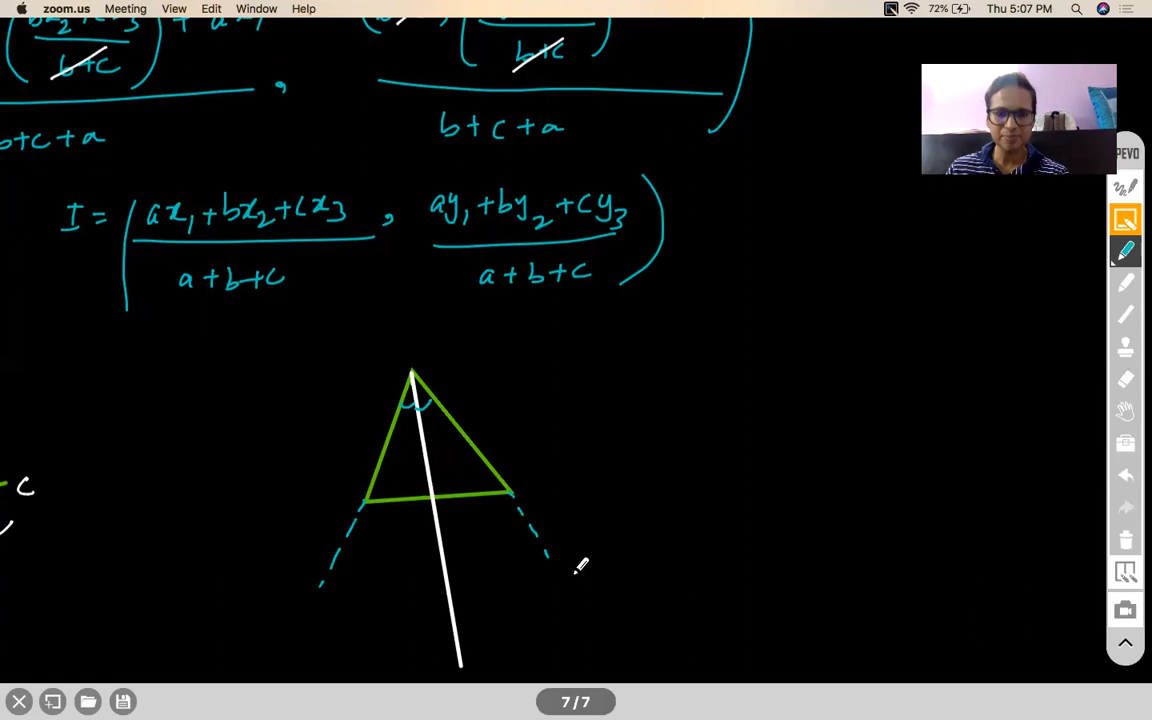 zoom.us Meeting View Edit Window Help 72% Thu 5:07 PM
b+c , b+c
b+c+a b+c+a
I = ( ax₁+bx₂+cx₃ / a+b+c , ay₁+by₂+cy₃ / a+b+c )
c
7/7